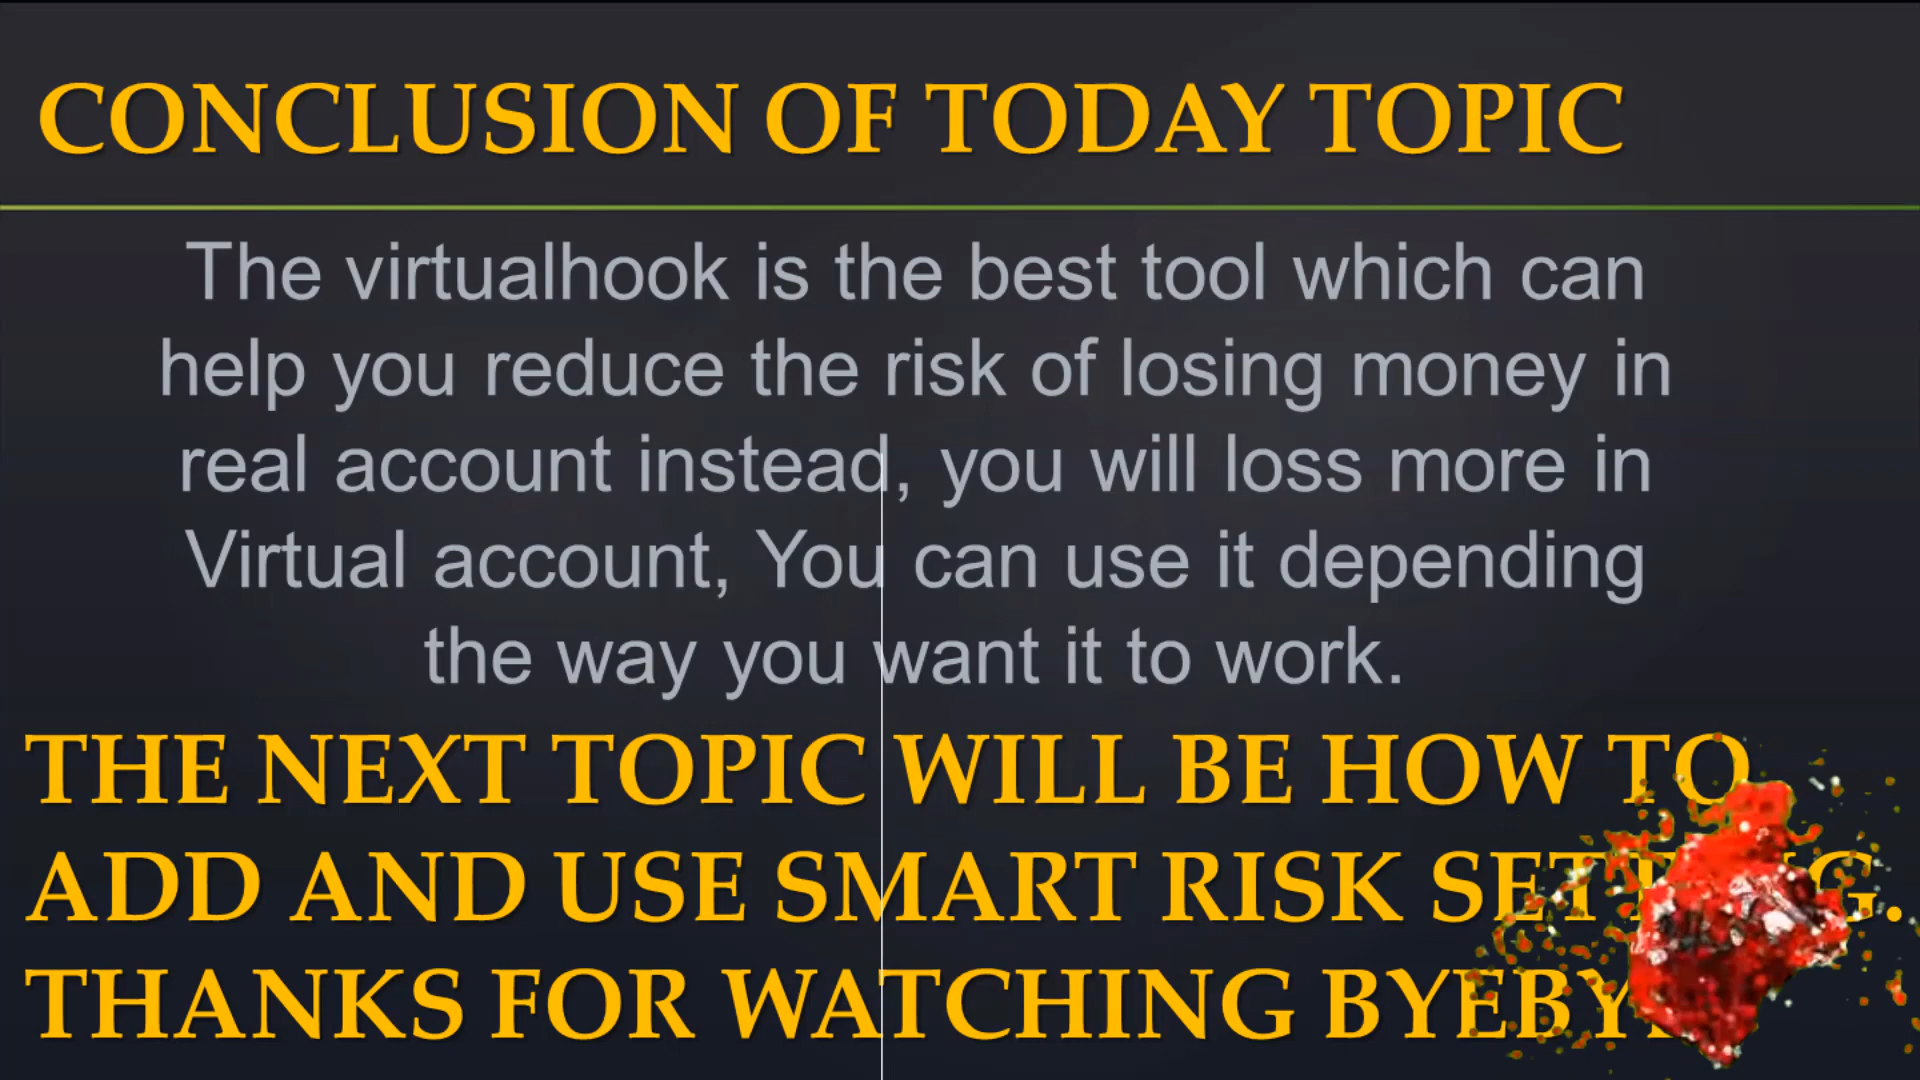 CONCLUSION OF TODAY TOPIC
The virtualhook is the best tool which can
help you reduce the risk of losing money in
real account instead, you will loss more in
Virtual account, You can use it depending
the way you want it to work.
THE NEXT TOPIC WILL BE HOW TO
ADD AND USE SMART RISK SETTING.
THANKS FOR WATCHING